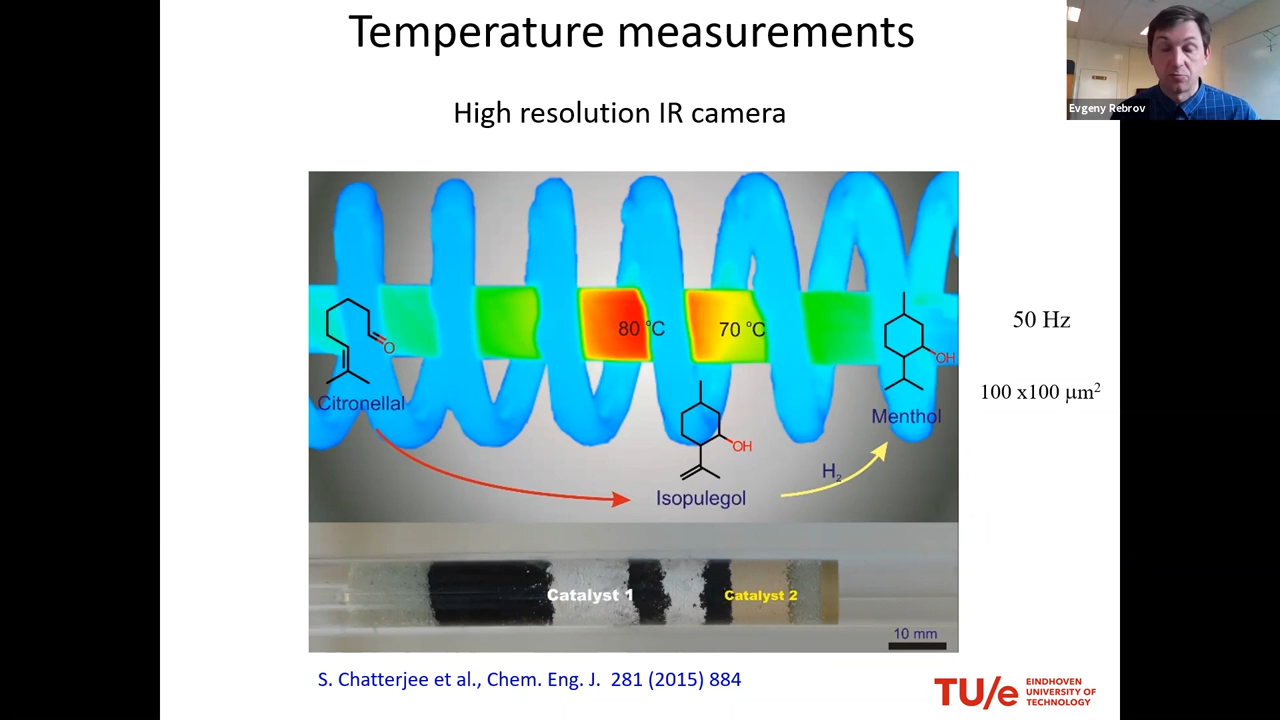 Temperature measurements
High resolution IR camera
Evgeny Rebrov
80 °C
70 °C
O
Citronellal
OH
Isopulegol
H₂
OH
Menthol
50 Hz
100 x100 μm²
Catalyst 1
Catalyst 2
10 mm
S. Chatterjee et al., Chem. Eng. J. 281 (2015) 884
TU/e
EINDHOVEN
UNIVERSITY OF
TECHNOLOGY